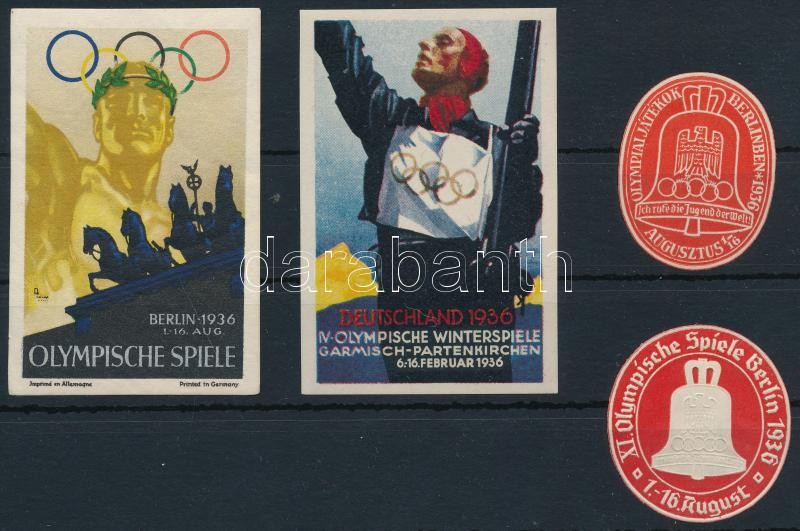 BERLIN·1936
1.-16. AUG.
OLYMPISCHE SPIELE
Imprimé en Allemagne Printed in Germany
DEUTSCHLAND 1936
IV·OLYMPISCHE WINTERSPIELE
GARMISCH-PARTENKIRCHEN
6.-16. FEBRUAR 1936
OLYMPIAI JÁTÉKOK BERLINBEN * 1936
Ich rufe die Jugend der Welt!
AUGUSZTUS 1/16
XI. Olympische Spiele Berlin 1936
1.-16. August
darabanth